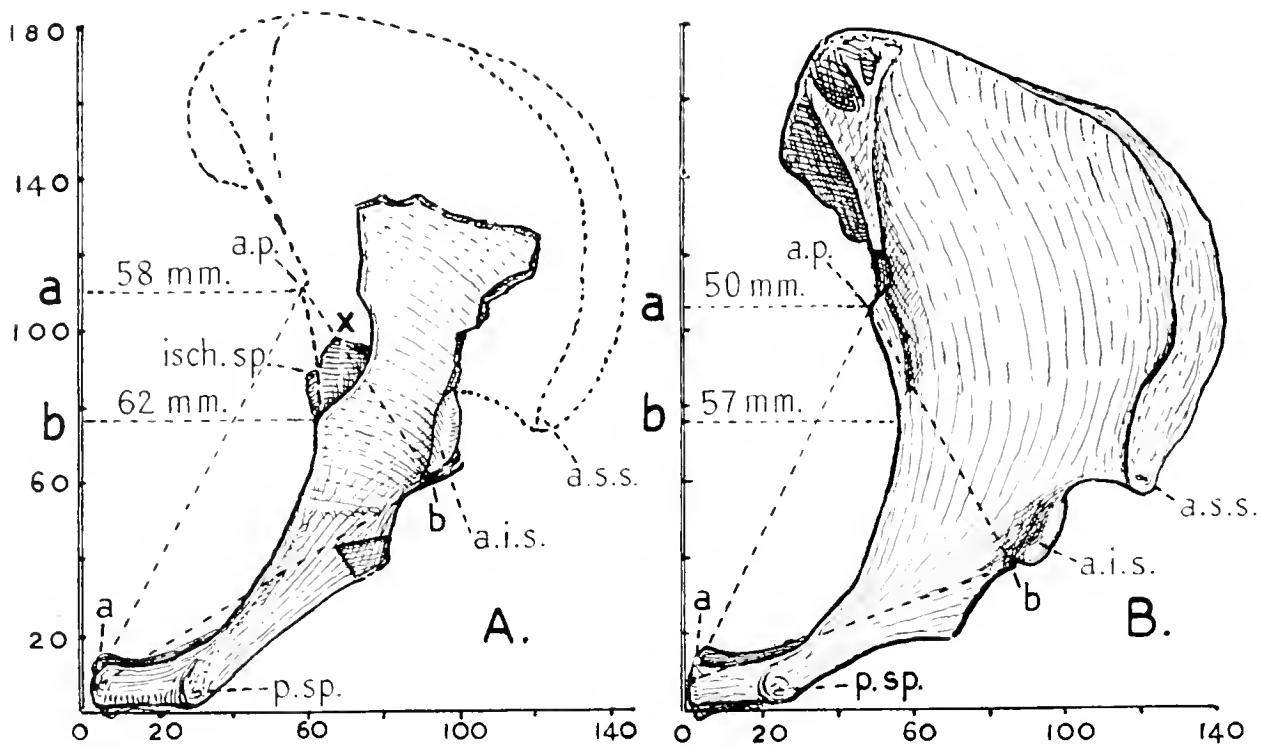 180
140
100
60
20
a
b
58 mm.
62 mm.
a.p.
x
isch.sp.
a.s.s.
b
a.i.s.
a
p.sp.
A.
0 20 60 100 140
a
b
a.p.
50 mm.
57 mm.
a.s.s.
a.i.s.
b
a
p.sp.
B.
0 20 60 100 140